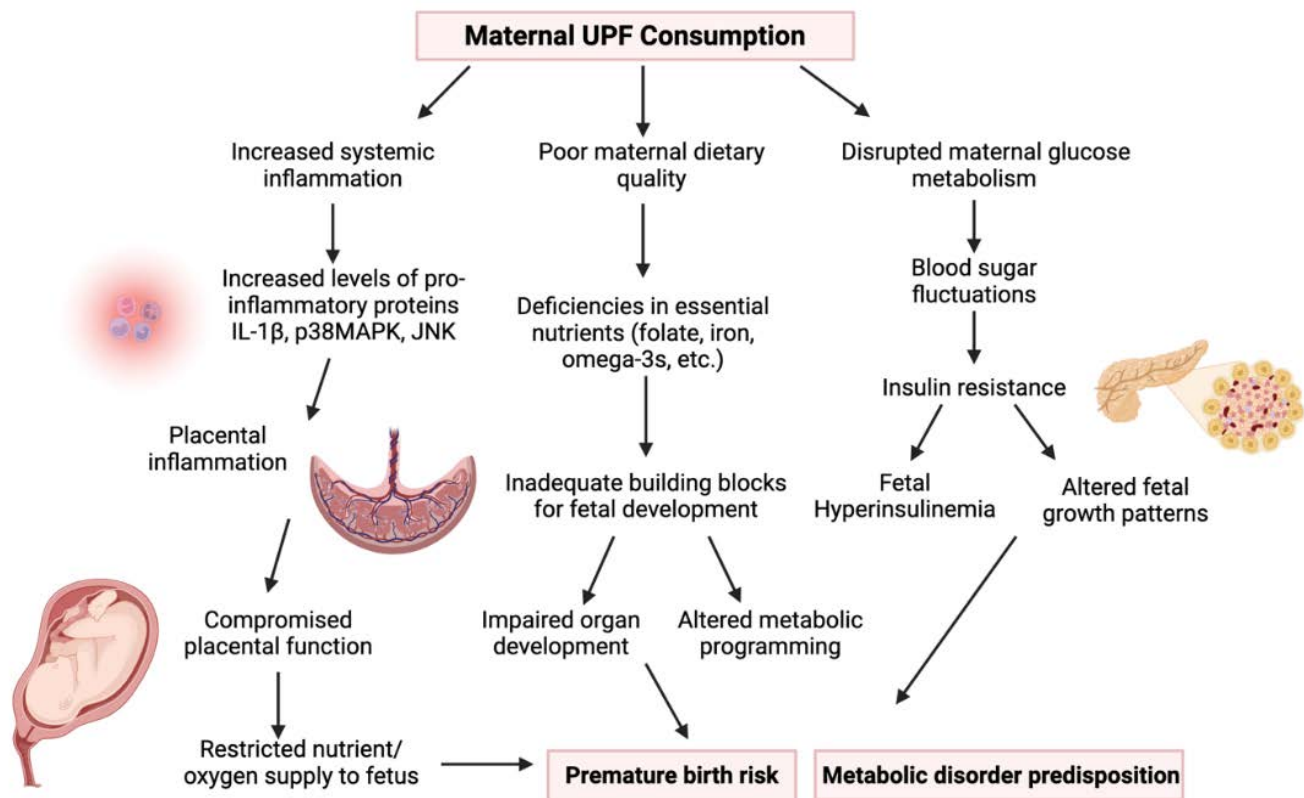 Maternal UPF Consumption
Increased systemic
inflammation
Poor maternal dietary
quality
Disrupted maternal glucose
metabolism
Increased levels of pro-
inflammatory proteins
IL-1β, p38MAPK, JNK
Deficiencies in essential
nutrients (folate, iron,
omega-3s, etc.)
Blood sugar
fluctuations
Insulin resistance
Placental
inflammation
Inadequate building blocks
for fetal development
Fetal
Hyperinsulinemia
Altered fetal
growth patterns
Compromised
placental function
Impaired organ
development
Altered metabolic
programming
Restricted nutrient/
oxygen supply to fetus
Premature birth risk
Metabolic disorder predisposition